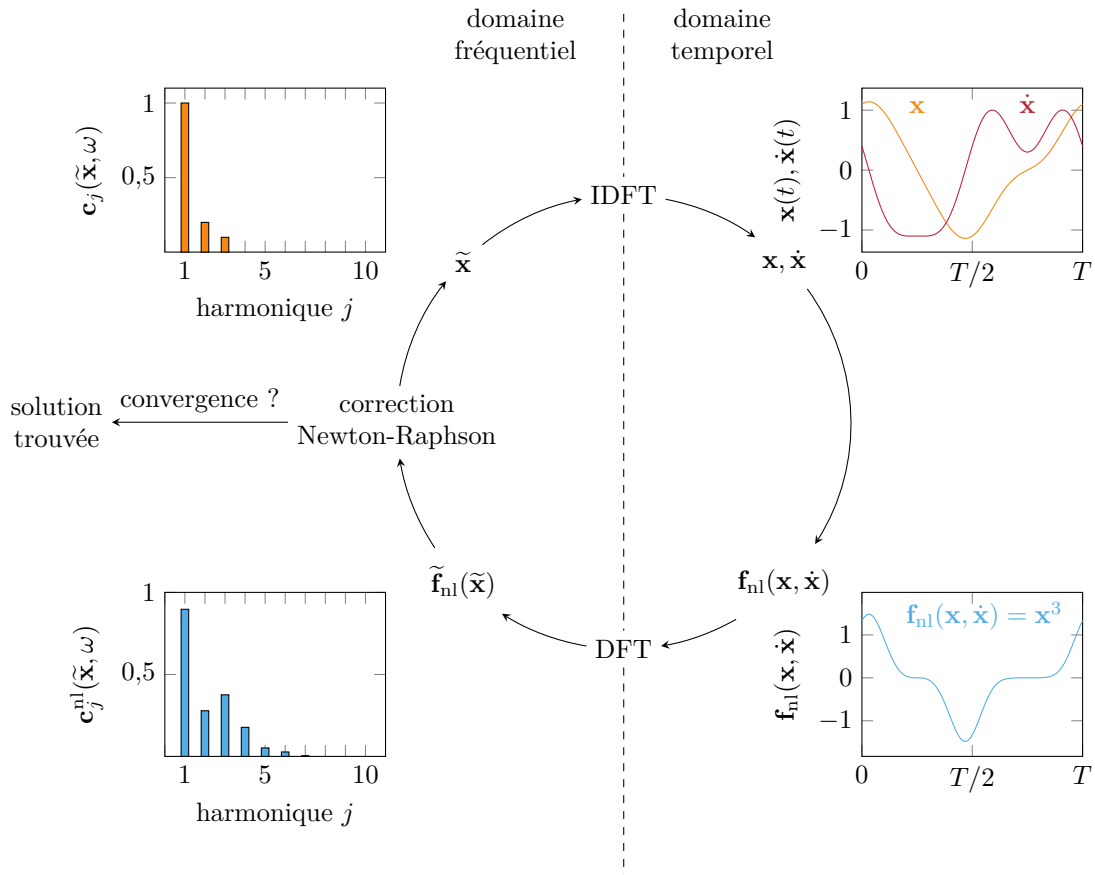 domaine
fréquentiel
domaine
temporel
1
0,5
c_j(x̃, ω)
1 5 10
harmonique j
IDFT
x̃
x, ẋ
x ẋ
1
0
−1
x(t), ẋ(t)
0 T/2 T
solution
trouvée
convergence ?
correction
Newton-Raphson
f̃_nl(x̃)
f_nl(x, ẋ)
DFT
1
0,5
c_j^nl(x̃, ω)
1 5 10
harmonique j
f_nl(x, ẋ) = x³
1
0
−1
f_nl(x, ẋ)
0 T/2 T